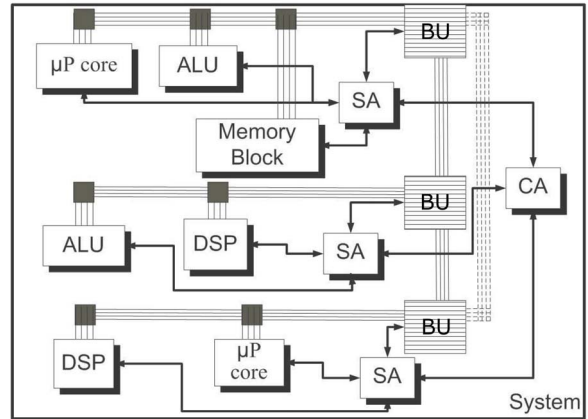 BU
µP core
ALU
SA
Memory
Block
BU
CA
ALU
DSP
SA
BU
DSP
µP
core
SA
System